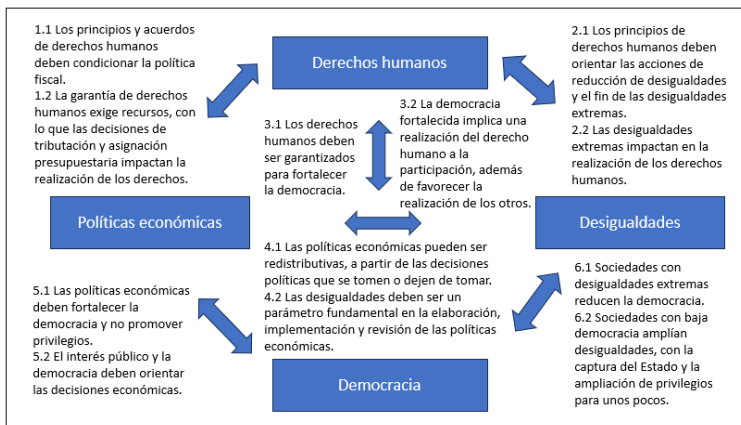 1.1 Los principios y acuerdos
de derechos humanos
deben condicionar la política
fiscal.
1.2 La garantía de derechos
humanos exige recursos, con
lo que las decisiones de
tributación y asignación
presupuestaria impactan la
realización de los derechos.
Derechos humanos
2.1 Los principios de
derechos humanos deben
orientar las acciones de
reducción de desigualdades
y el fin de las desigualdades
extremas.
2.2 Las desigualdades
extremas impactan en la
realización de los derechos
humanos.
3.1 Los derechos
humanos deben
ser garantizados
para fortalecer
la democracia.
3.2 La democracia
fortalecida implica una
realización del derecho
humano a la
participación, además
de favorecer la
realización de los otros.
Políticas económicas
Desigualdades
4.1 Las políticas económicas pueden ser
redistributivas, a partir de las decisiones
políticas que se tomen o dejen de tomar.
4.2 Las desigualdades deben ser un
parámetro fundamental en la elaboración,
implementación y revisión de las políticas
económicas.
5.1 Las políticas económicas
deben fortalecer la
democracia y no promover
privilegios.
5.2 El interés público y la
democracia deben orientar
las decisiones económicas.
Democracia
6.1 Sociedades con
desigualdades extremas
reducen la democracia.
6.2 Sociedades con baja
democracia amplían
desigualdades, con la
captura del Estado y la
ampliación de privilegios
para unos pocos.